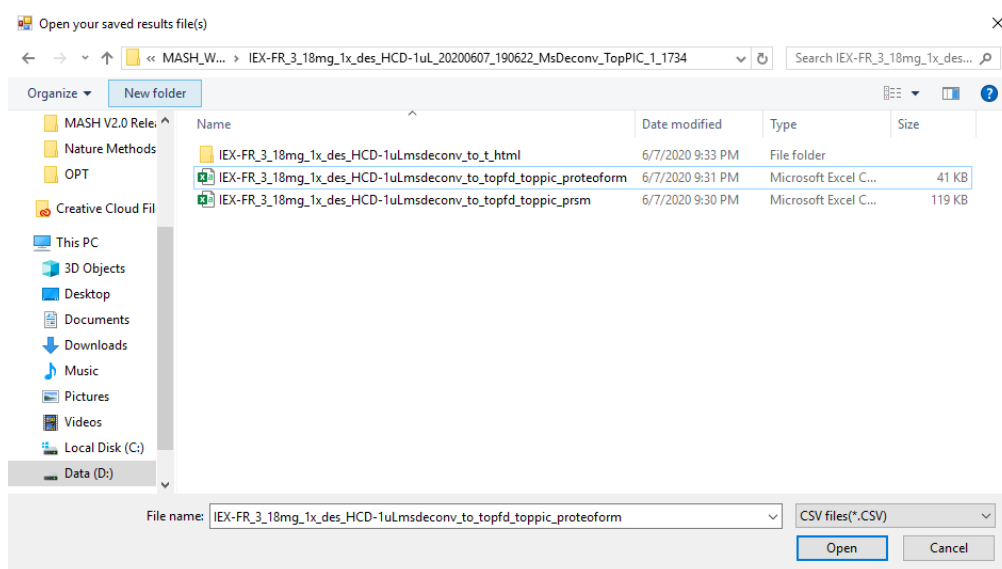 Open your saved results file(s)
« MASH_W... › IEX-FR_3_18mg_1x_des_HCD-1uL_20200607_190622_MsDeconv_TopPIC_1_1734
Search IEX-FR_3_18mg_1x_des...
Organize
New folder
MASH V2.0 Relea
Nature Methods
OPT
Creative Cloud Fil
This PC
3D Objects
Desktop
Documents
Downloads
Music
Pictures
Videos
Local Disk (C:)
Data (D:)
Name Date modified Type Size
IEX-FR_3_18mg_1x_des_HCD-1uLmsdeconv_to_t_html 6/7/2020 9:33 PM File folder
IEX-FR_3_18mg_1x_des_HCD-1uLmsdeconv_to_topfd_toppic_proteoform 6/7/2020 9:31 PM Microsoft Excel C... 41 KB
IEX-FR_3_18mg_1x_des_HCD-1uLmsdeconv_to_topfd_toppic_prsm 6/7/2020 9:30 PM Microsoft Excel C... 119 KB
File name: IEX-FR_3_18mg_1x_des_HCD-1uLmsdeconv_to_topfd_toppic_proteoform
CSV files(*.CSV)
Open
Cancel